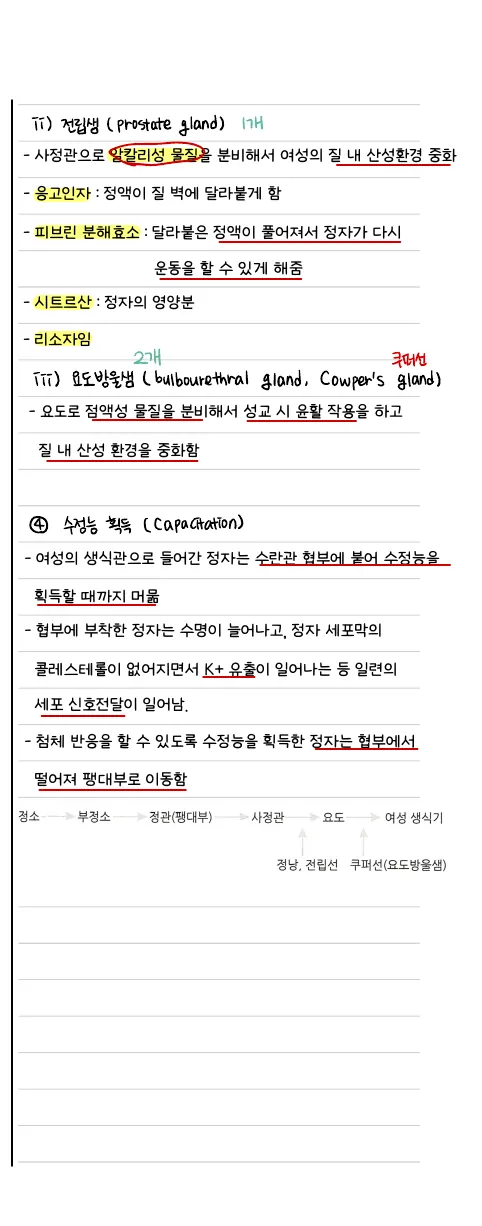 ii) 전립샘 (prostate gland) 1개
- 사정관으로 알칼리성 물질을 분비해서 여성의 질 내 산성환경 중화
- 응고인자 : 정액이 질 벽에 달라붙게 함
- 피브린 분해효소 : 달라붙은 정액이 풀어져서 정자가 다시
운동을 할 수 있게 해줌
- 시트르산 : 정자의 영양분
- 리소자임
2개 쿠퍼선
iii) 요도방울샘 (bulbourethral gland, Cowper's gland)
- 요도로 점액성 물질을 분비해서 성교 시 윤활 작용을 하고
질 내 산성 환경을 중화함
④ 수정능 획득 (Capacitation)
- 여성의 생식관으로 들어간 정자는 수란관 협부에 붙어 수정능을
획득할 때까지 머묾
- 협부에 부착한 정자는 수명이 늘어나고, 정자 세포막의
콜레스테롤이 없어지면서 K+ 유출이 일어나는 등 일련의
세포 신호전달이 일어남.
- 첨체 반응을 할 수 있도록 수정능을 획득한 정자는 협부에서
떨어져 팽대부로 이동함
정소 부정소 정관(팽대부) 사정관 요도 여성 생식기
정낭, 전립선 쿠퍼선(요도방울샘)